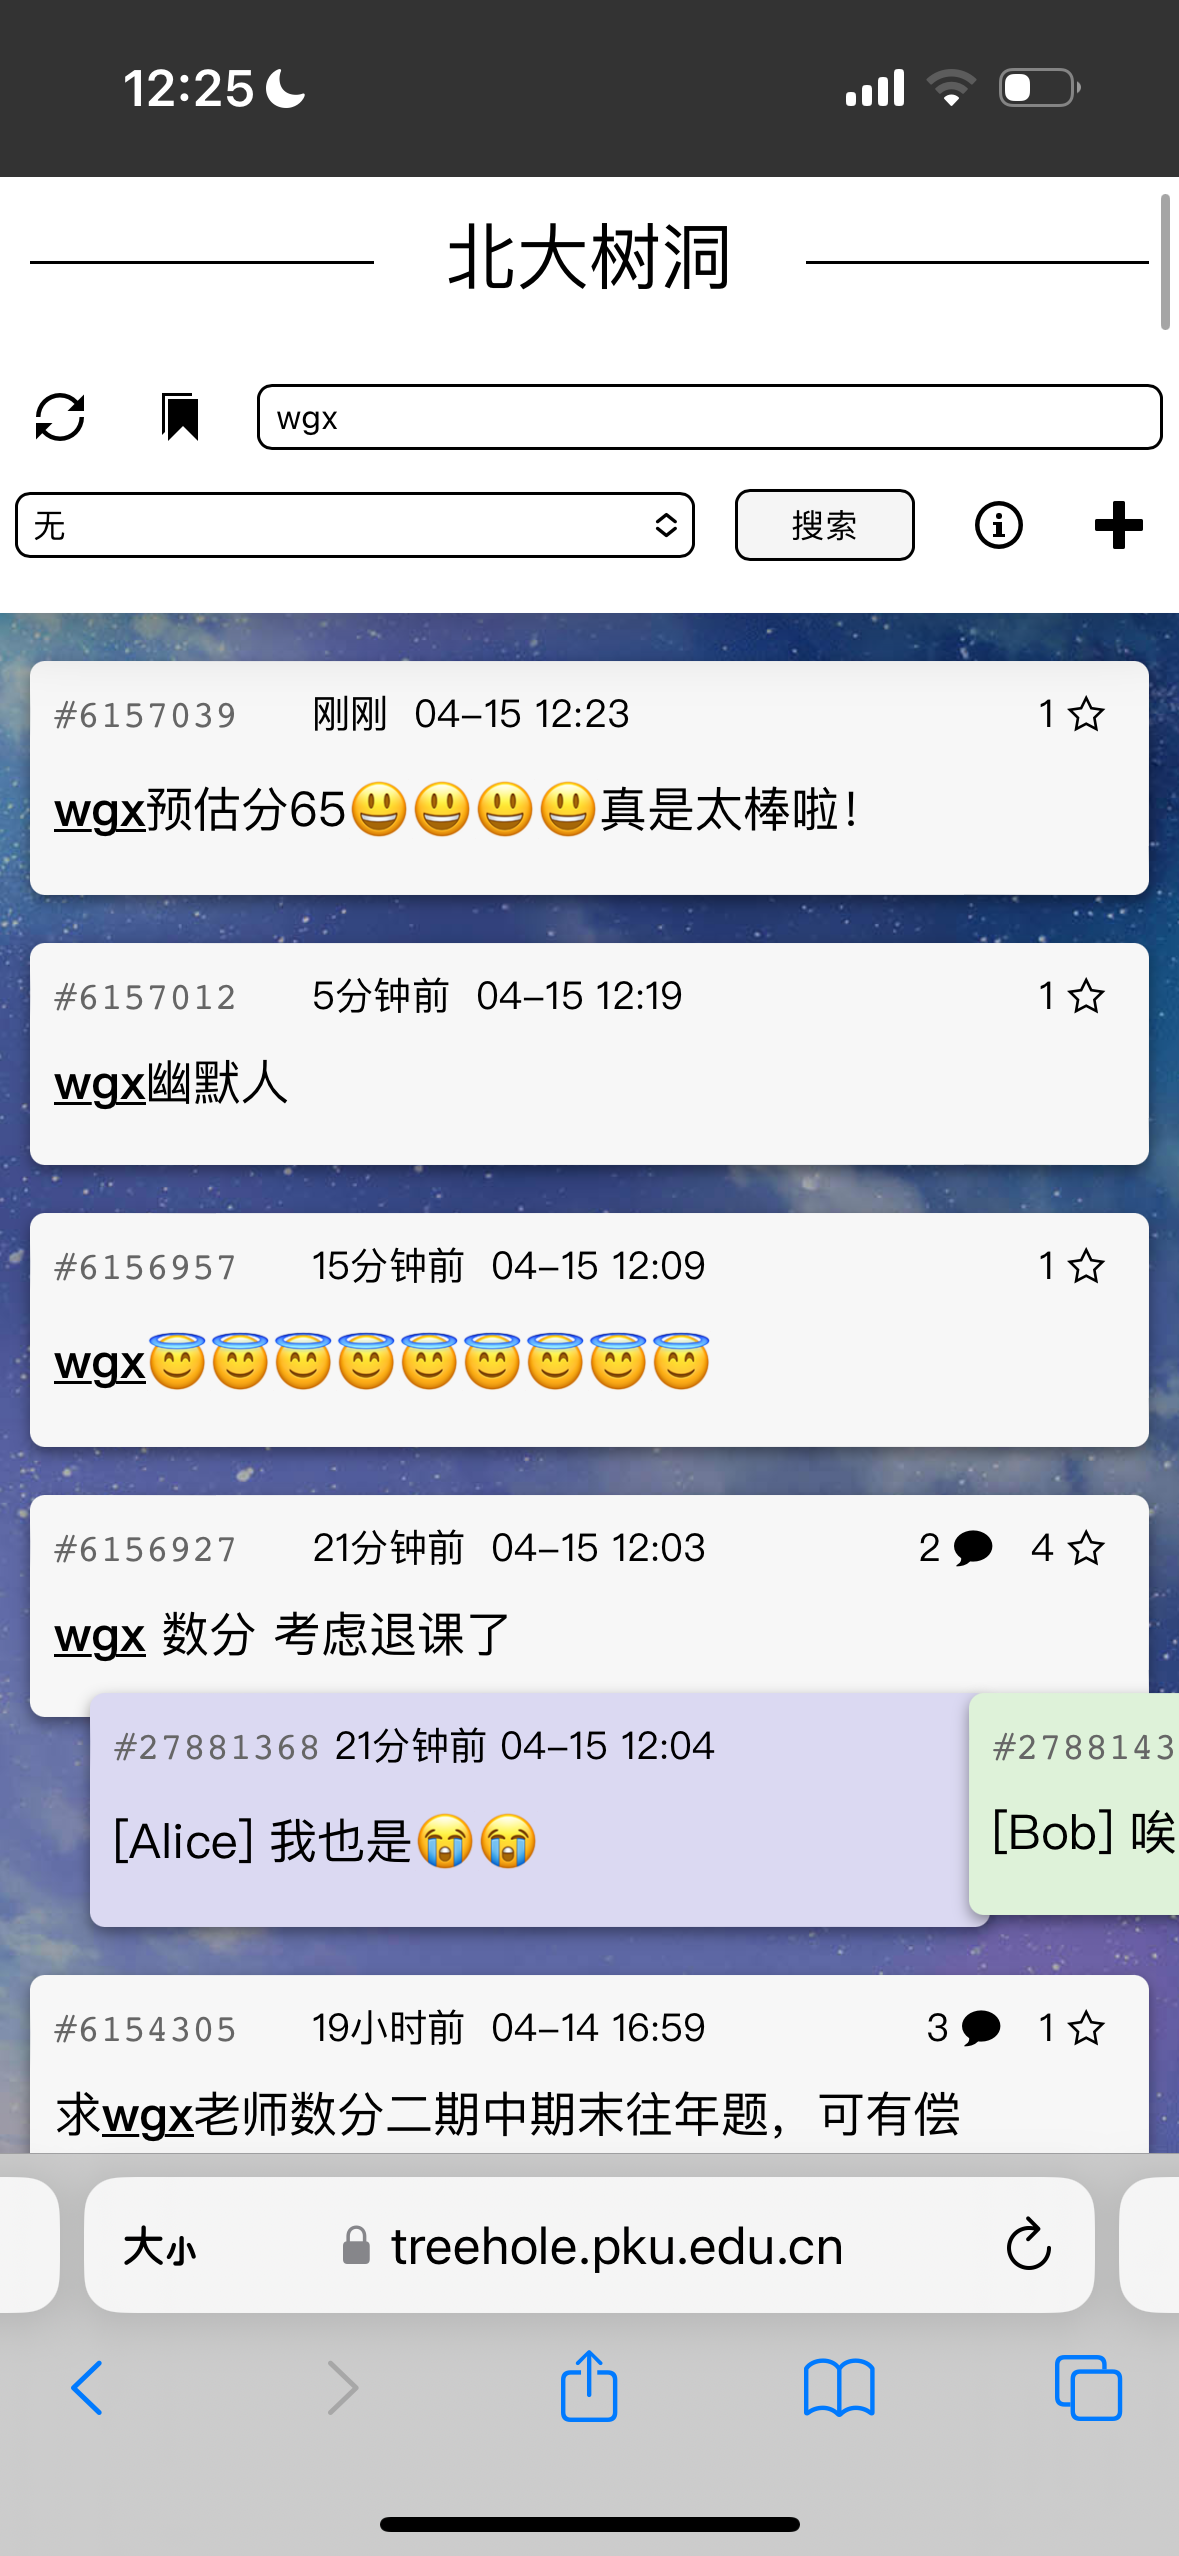 12:25
北大树洞
wgx
无
搜索
#6157039 刚刚 04-15 12:23 1
wgx预估分65😃😃😃😃真是太棒啦！
#6157012 5分钟前 04-15 12:19 1
wgx幽默人
#6156957 15分钟前 04-15 12:09 1
wgx😇😇😇😇😇😇😇😇😇
#6156927 21分钟前 04-15 12:03 2 4
wgx 数分 考虑退课了
#27881368 21分钟前 04-15 12:04
[Alice] 我也是😭😭
#2788143
[Bob] 唉
#6154305 19小时前 04-14 16:59 3 1
求wgx老师数分二期中期末往年题，可有偿
大小 treehole.pku.edu.cn